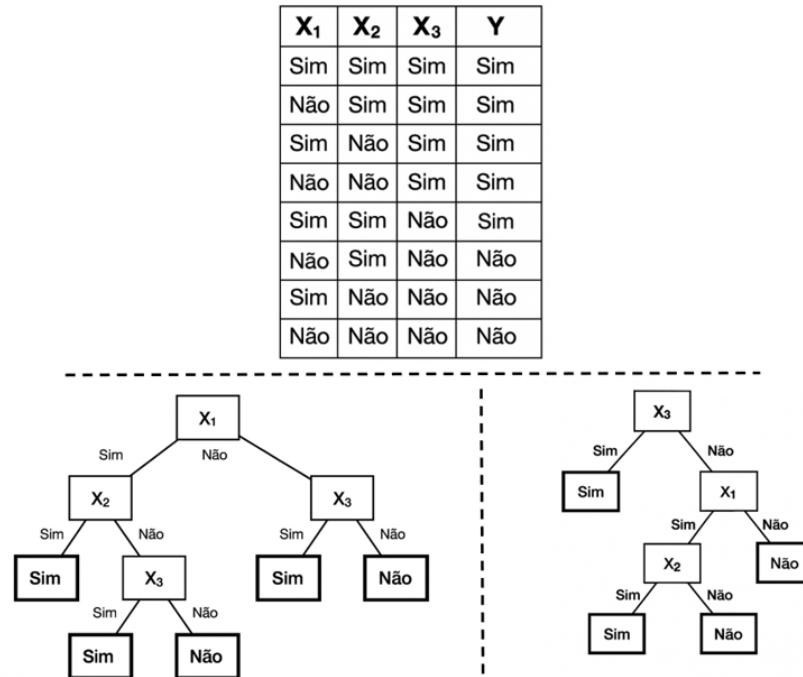 X₁ X₂ X₃ Y
Sim Sim Sim Sim
Não Sim Sim Sim
Sim Não Sim Sim
Não Não Sim Sim
Sim Sim Não Sim
Não Sim Não Não
Sim Não Não Não
Não Não Não Não
X₁
Sim Não
X₂ X₃
Sim Não Sim Não
Sim X₃ Sim Não
Sim Não
Sim Não
X₃
Sim Não
Sim X₁
Sim Não
X₂ Não
Sim Não
Sim Não